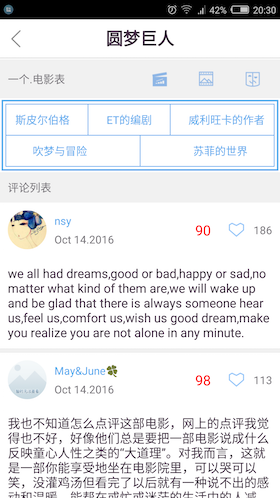 42% 20:30
圆梦巨人
一个.电影表
斯皮尔伯格 ET的编剧 威利旺卡的作者
吹梦与冒险 苏菲的世界
评论列表
nsy 90 186
Oct 14.2016
we all had dreams,good or bad,happy or sad,no
matter what kind of them are,we will wake up
and be glad that there is always someone hear
us,feel us,comfort us,wish us good dream,make
you realize you are not alone in any minute.
May&June🍀 98 113
Oct 14.2016
我也不知道怎么点评这部电影，网上的点评我觉
得也不好，好像他们总是要把一部电影说成什么
反映童心人性之类的“大道理”。对我而言，这就
是一部你能享受地坐在电影院里，可以哭可以
笑，没灌鸡汤但看完了以后就有一种说不出的感
动和温暖，能帮在或忙或迷茫的生活中的人减